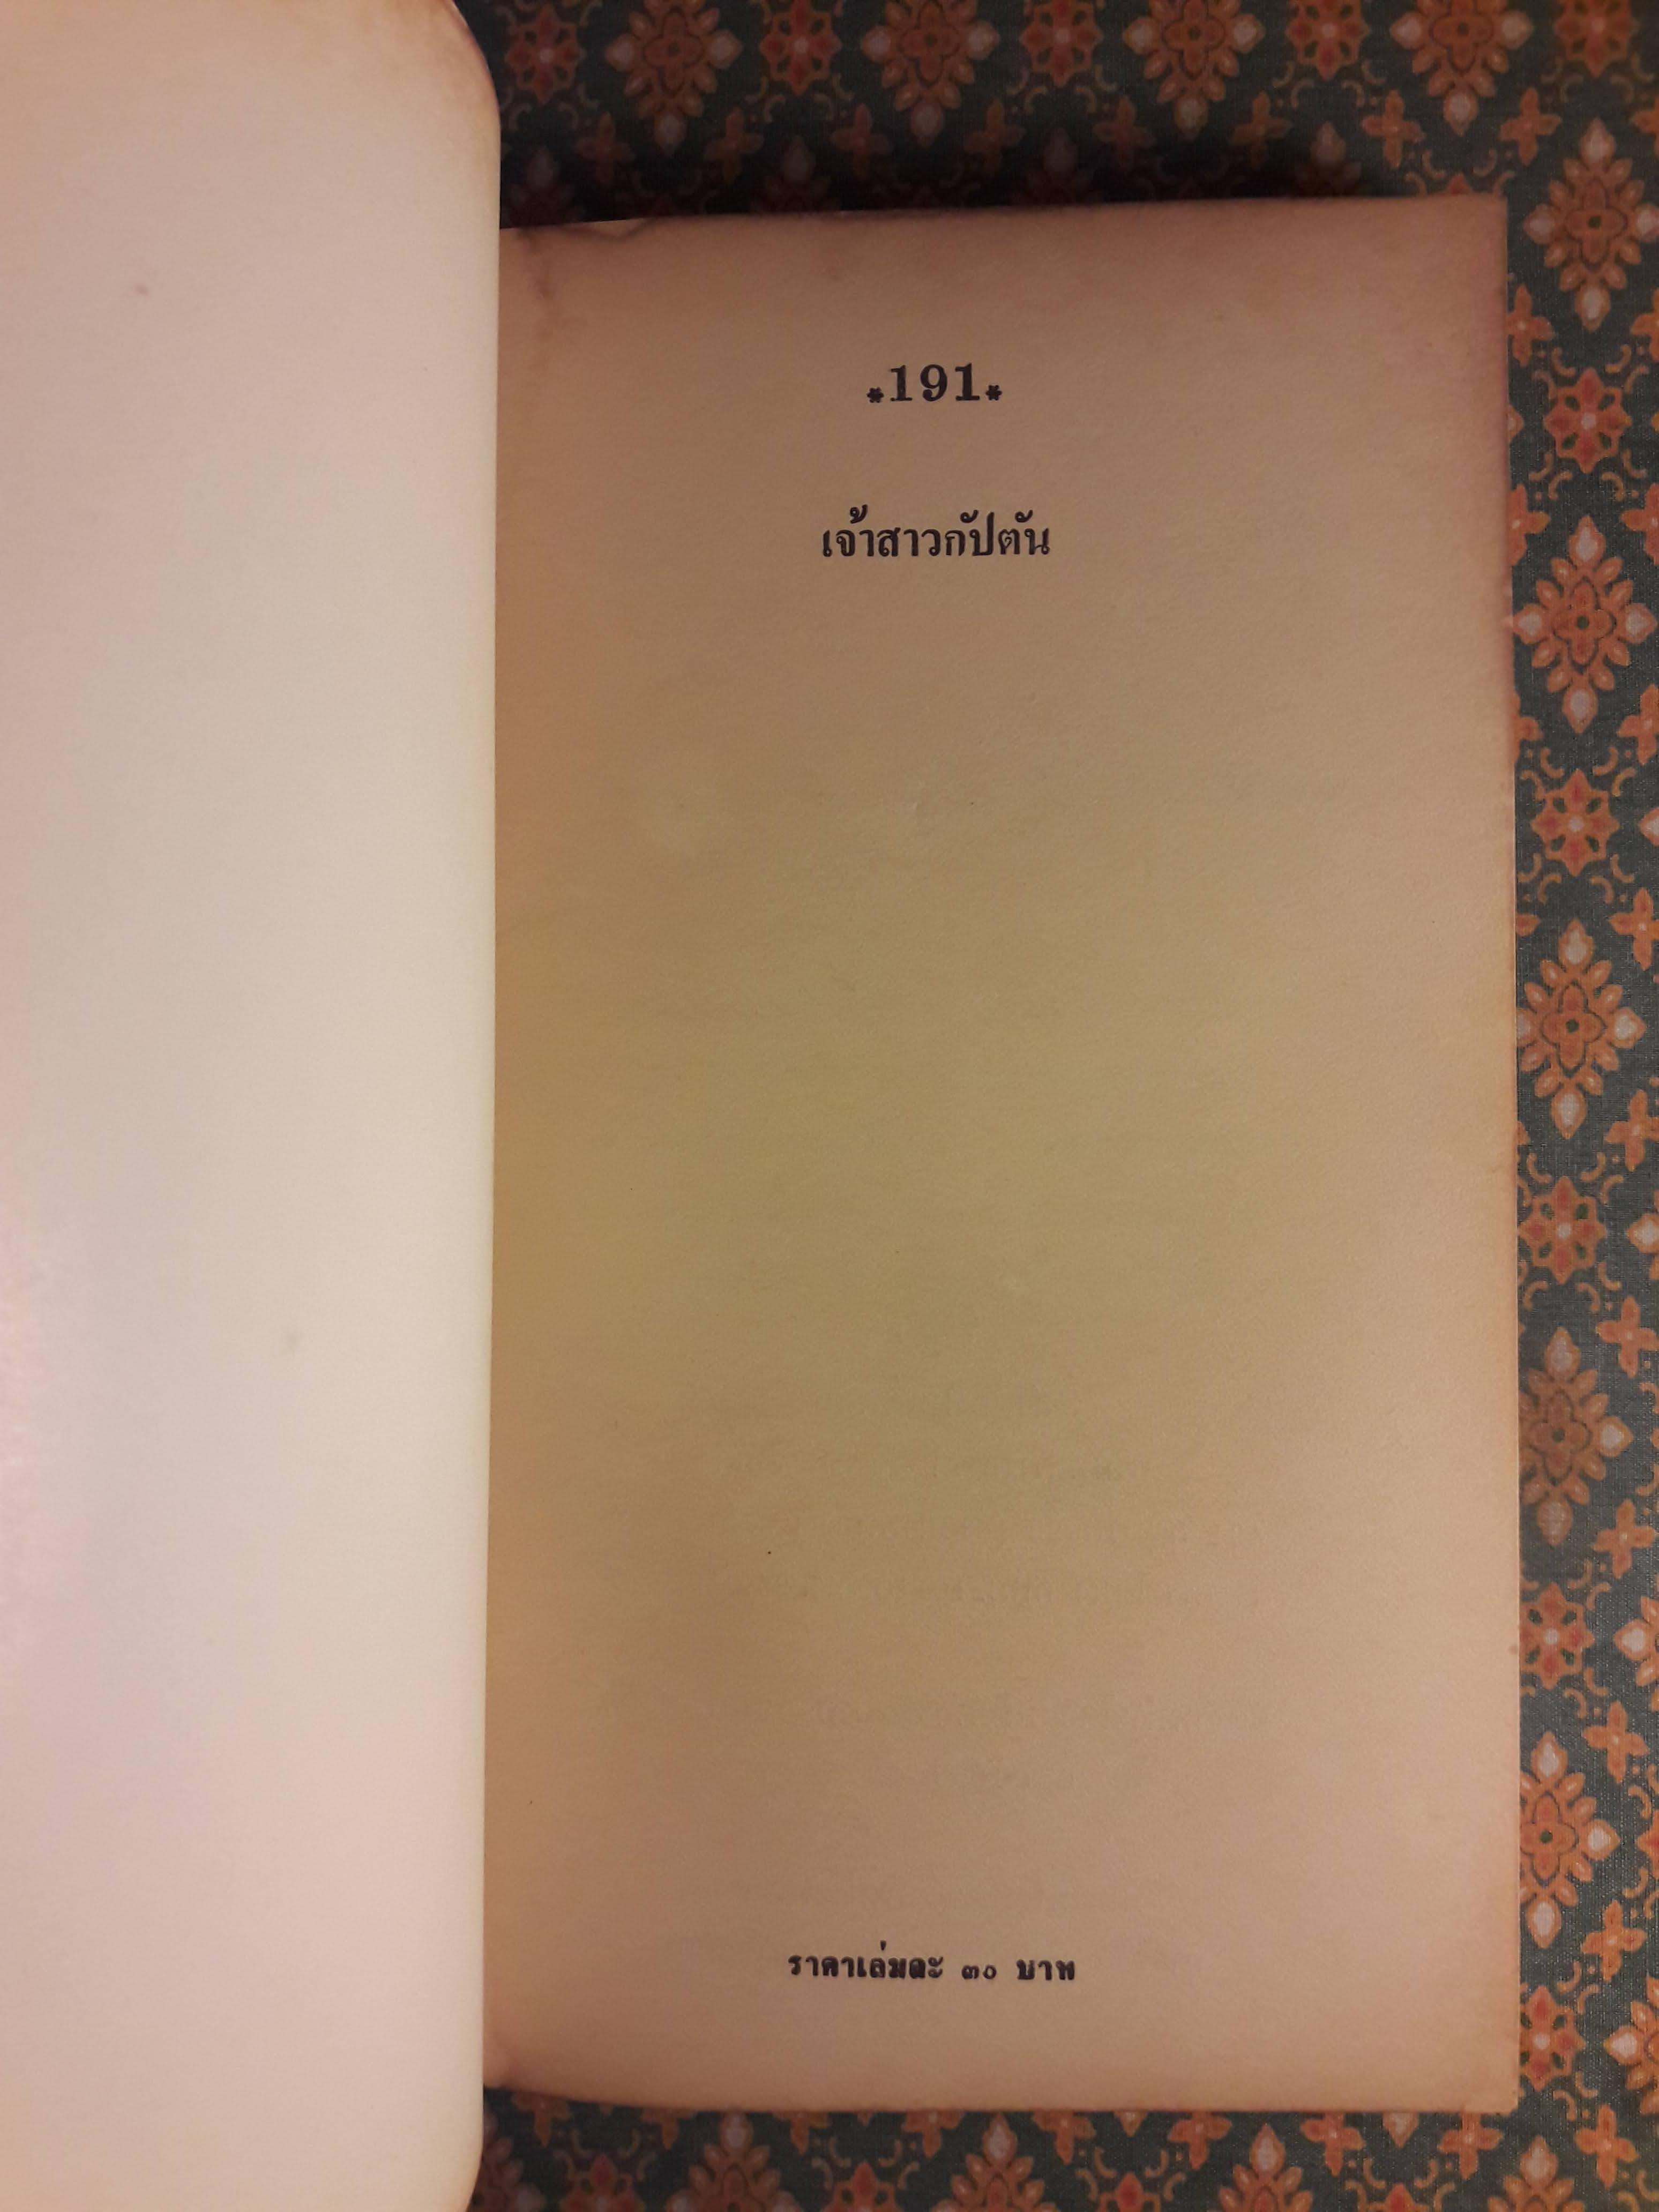 *191*
เจ้าสาวกัปตัน
ราคาเล่มละ ๓๐ บาท